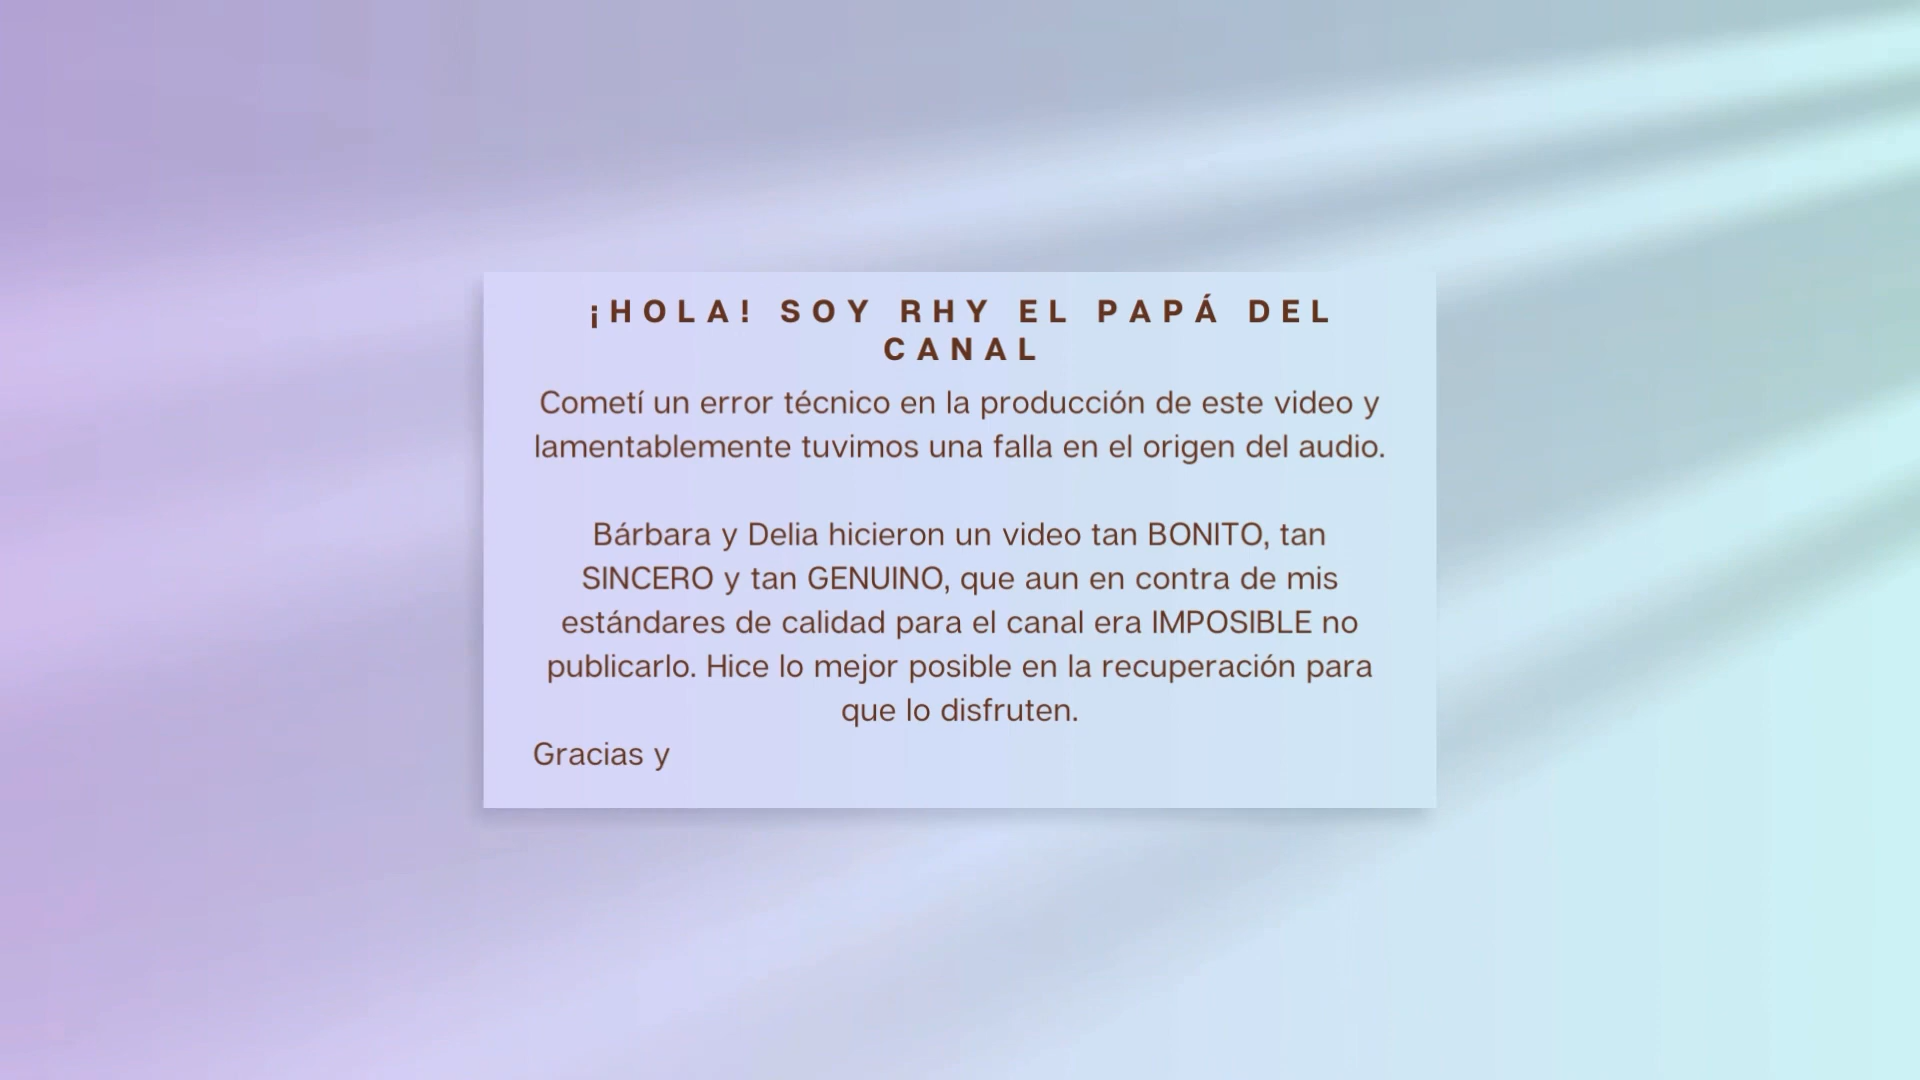 ¡HOLA! SOY RHY EL PAPÁ DEL
CANAL
Cometí un error técnico en la producción de este video y
lamentablemente tuvimos una falla en el origen del audio.
Bárbara y Delia hicieron un video tan BONITO, tan
SINCERO y tan GENUINO, que aun en contra de mis
estándares de calidad para el canal era IMPOSIBLE no
publicarlo. Hice lo mejor posible en la recuperación para
que lo disfruten.
Gracias y